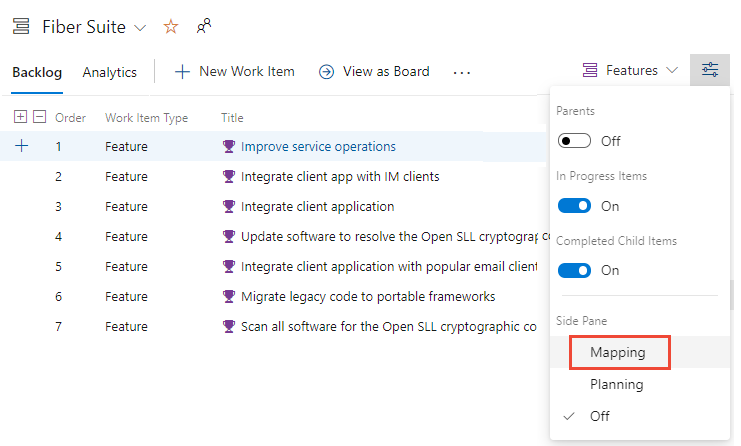 Fiber Suite
Backlog Analytics New Work Item View as Board ... Features
Order Work Item Type Title
1 Feature Improve service operations
2 Feature Integrate client app with IM clients
3 Feature Integrate client application
4 Feature Update software to resolve the Open SLL cryptograp co
5 Feature Integrate client application with popular email client
6 Feature Migrate legacy code to portable frameworks
7 Feature Scan all software for the Open SLL cryptographic co
Parents
Off
In Progress Items
On
Completed Child Items
On
Side Pane
Mapping
Planning
Off